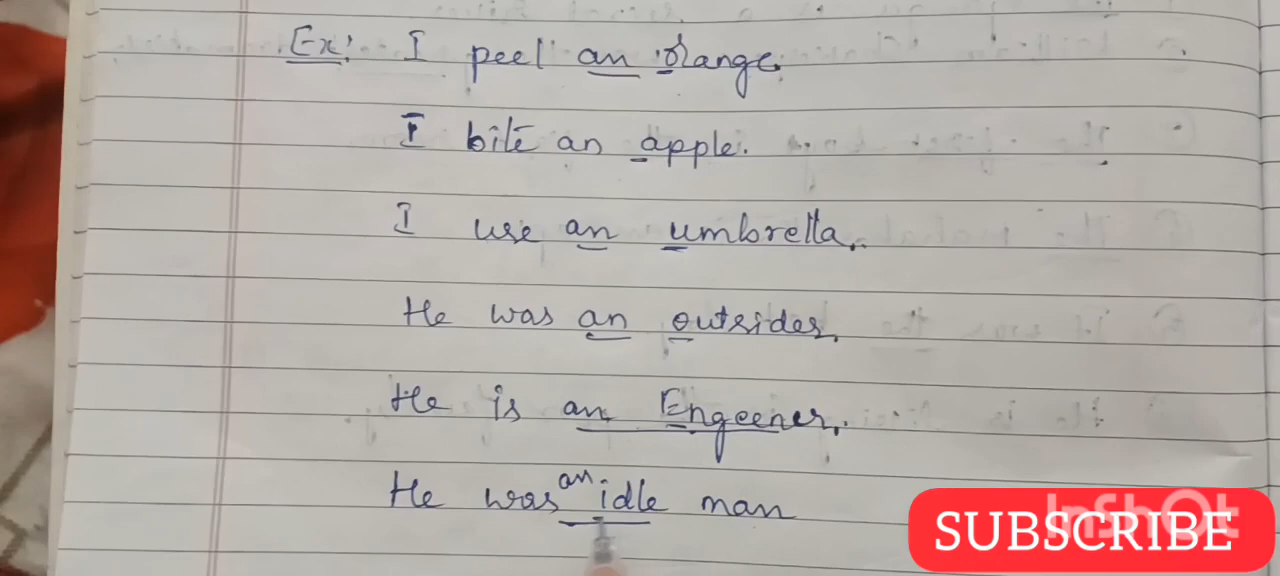 Ex: I peel an orange.
I bite an apple.
I use an umbrella.
He was an outsider.
He is an Engeener.
He was an idle man
InShOt
SUBSCRIBE